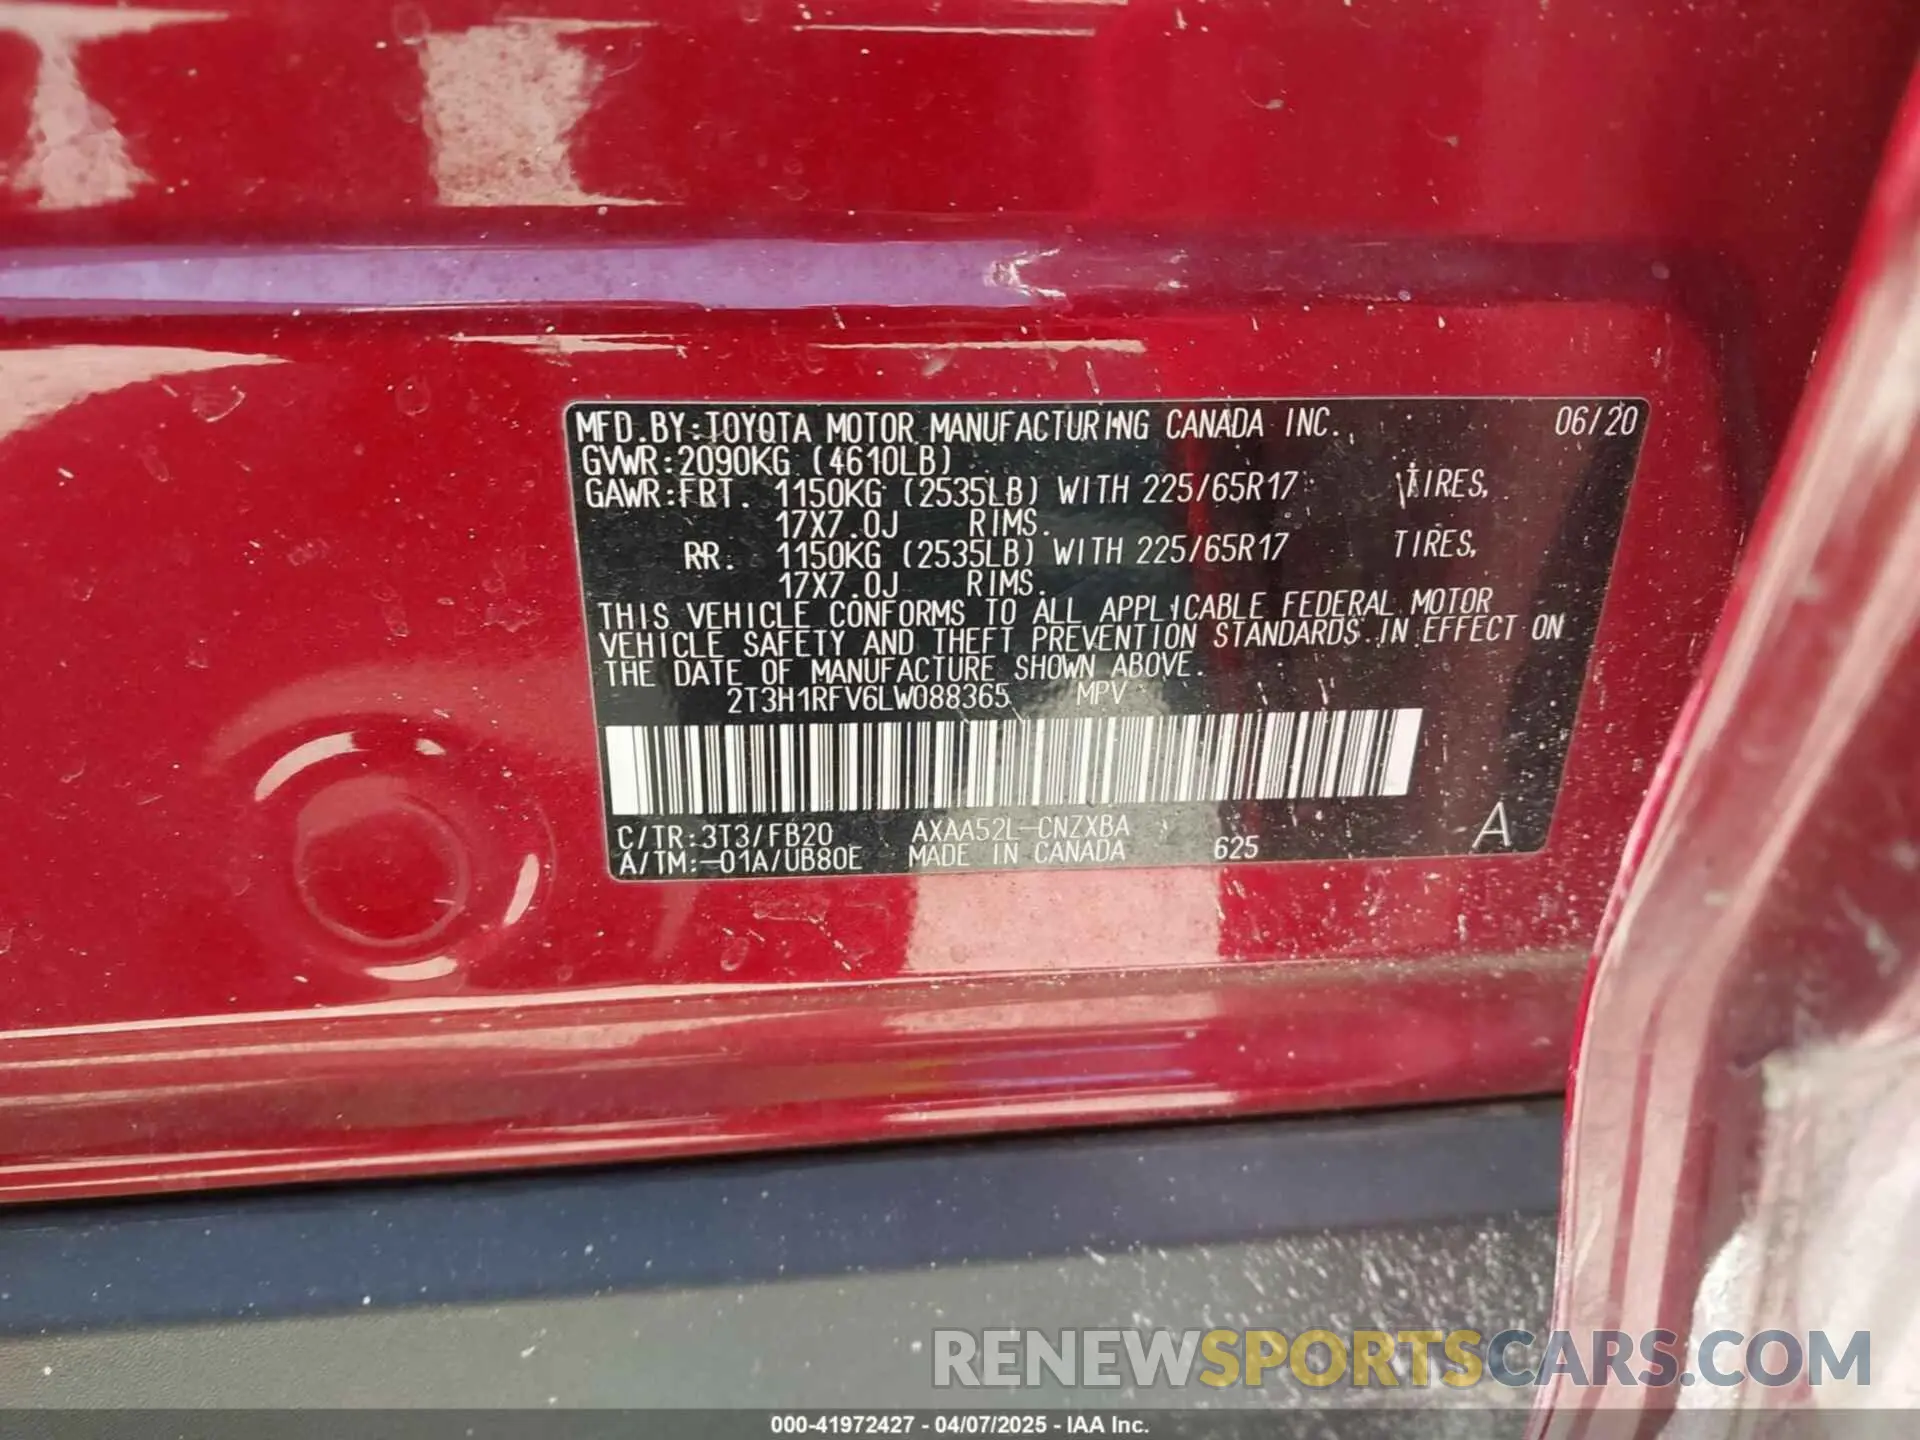 MFD.BY:TOYOTA MOTOR MANUFACTURING CANADA INC. 06/20
GVWR:2090KG (4610LB)
GAWR:FRT. 1150KG (2535LB) WITH 225/65R17 TIRES,
17X7.0J RIMS.
RR. 1150KG (2535LB) WITH 225/65R17 TIRES,
17X7.0J RIMS.
THIS VEHICLE CONFORMS TO ALL APPLICABLE FEDERAL MOTOR
VEHICLE SAFETY AND THEFT PREVENTION STANDARDS IN EFFECT ON
THE DATE OF MANUFACTURE SHOWN ABOVE.
2T3H1RFV6LW088365 MPV
C/TR:3T3/FB20 AXAA52L-CNZXBA
A/TM:-01A/UB80E MADE IN CANADA 625 A
RENEWSPORTSCARS.COM
000-41972427 - 04/07/2025 - IAA Inc.